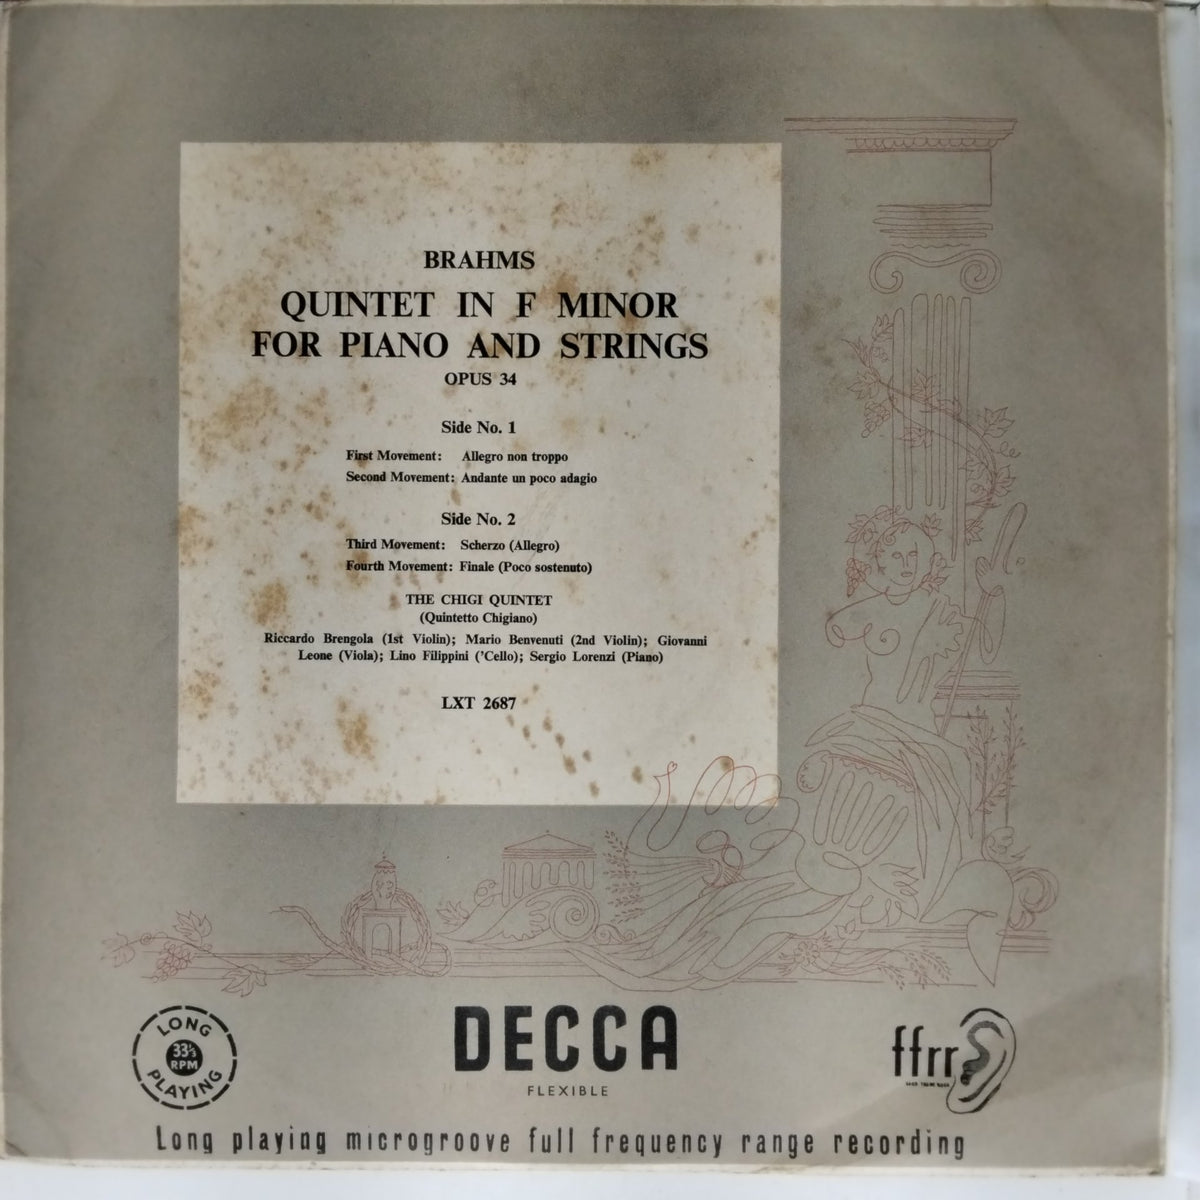 BRAHMS
QUINTET IN F MINOR
FOR PIANO AND STRINGS
OPUS 34
Side No. 1
First Movement: Allegro non troppo
Second Movement: Andante un poco adagio
Side No. 2
Third Movement: Scherzo (Allegro)
Fourth Movement: Finale (Poco sostenuto)
THE CHIGI QUINTET
(Quintetto Chigiano)
Riccardo Brengola (1st Violin); Mario Benvenuti (2nd Violin); Giovanni
Leone (Viola); Lino Filippini ('Cello); Sergio Lorenzi (Piano)
LXT 2687
LONG
33⅓
RPM
PLAYING
DECCA
FLEXIBLE
ffrr
Long playing microgroove full frequency range recording